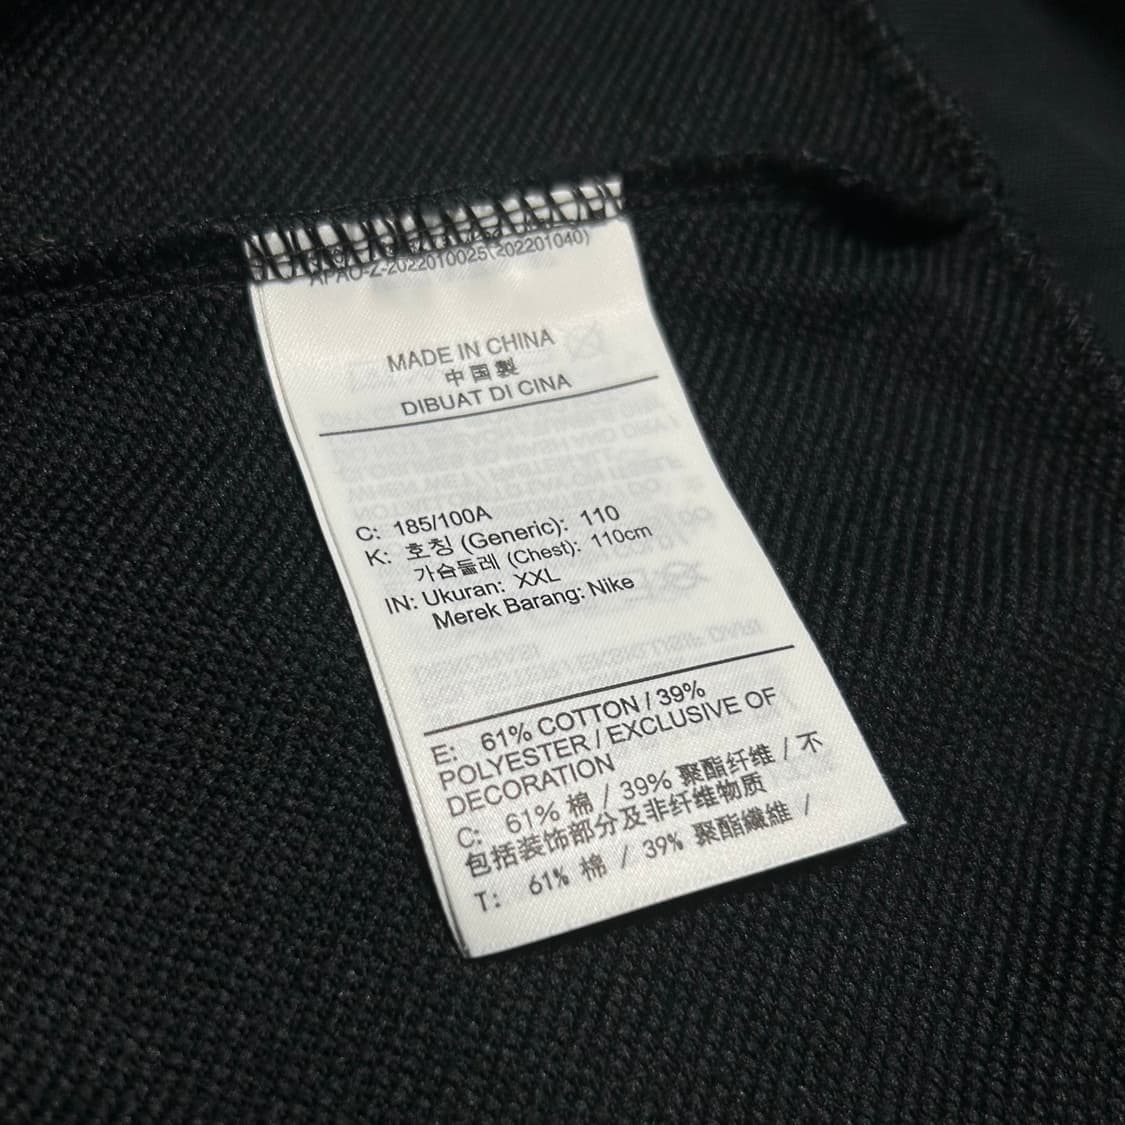 APAO-Z-2022010025(202201040)
MADE IN CHINA
中国製
DIBUAT DI CINA
C: 185/100A
K: 호칭 (Generic): 110
가슴둘레 (Chest): 110cm
IN: Ukuran: XXL
Merek Barang: Nike
E: 61% COTTON / 39%
POLYESTER / EXCLUSIVE OF
DECORATION
C: 61% 棉 / 39% 聚酯纤维 / 不
包括装饰部分及非纤维物质
T: 61% 棉 / 39% 聚酯纖維 /